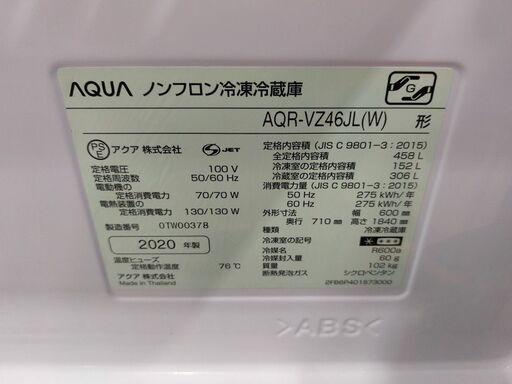 AQUA ノンフロン冷凍冷蔵庫
G
AQR-VZ46JL(W) 形
PS E アクア 株式会社 S JET
定格電圧 100 V
定格周波数 50/60 Hz
電動機の
定格消費電力 70/70 W
電熱装置の
定格消費電力 130/130 W
製造番号 0TW00378
2020 年製
温度ヒューズ
定格動作温度 76℃
アクア 株式会社
Made in Thailand
定格内容積 (JIS C 9801-3 : 2015)
全定格内容積 458 L
冷凍室の定格内容積 152 L
冷蔵室の定格内容積 306 L
消費電力量 (JIS C 9801-3 : 2015)
50 Hz 275 kWh/年
60 Hz 275 kWh/年
外形寸法 幅 600 mm
奥行 710 mm 高さ 1840 mm
種類 冷凍冷蔵庫
冷凍室の記号
冷媒名 R600a
冷媒封入量 60 g
質量 102 kg
断熱発泡ガス シクロペンタン
2FB6P401573000
>ABS<